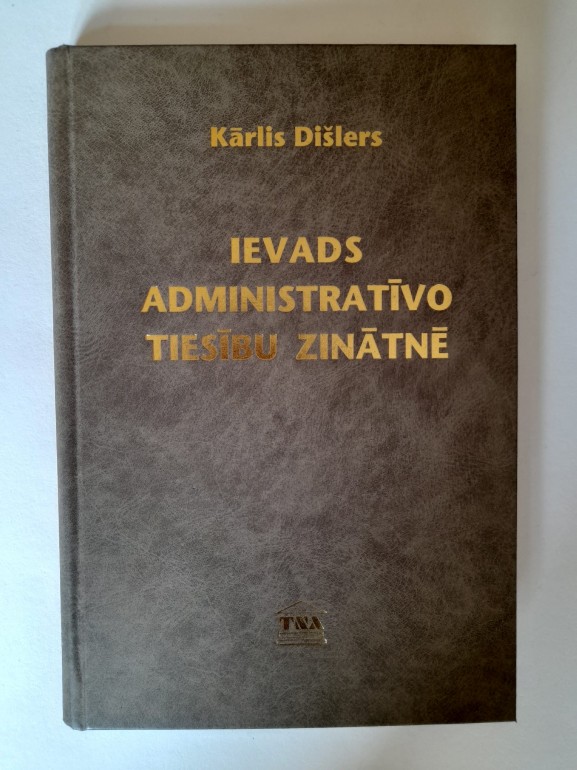 Kārlis Dišlers
IEVADS
ADMINISTRATĪVO
TIESĪBU ZINĀTNĒ
TNA